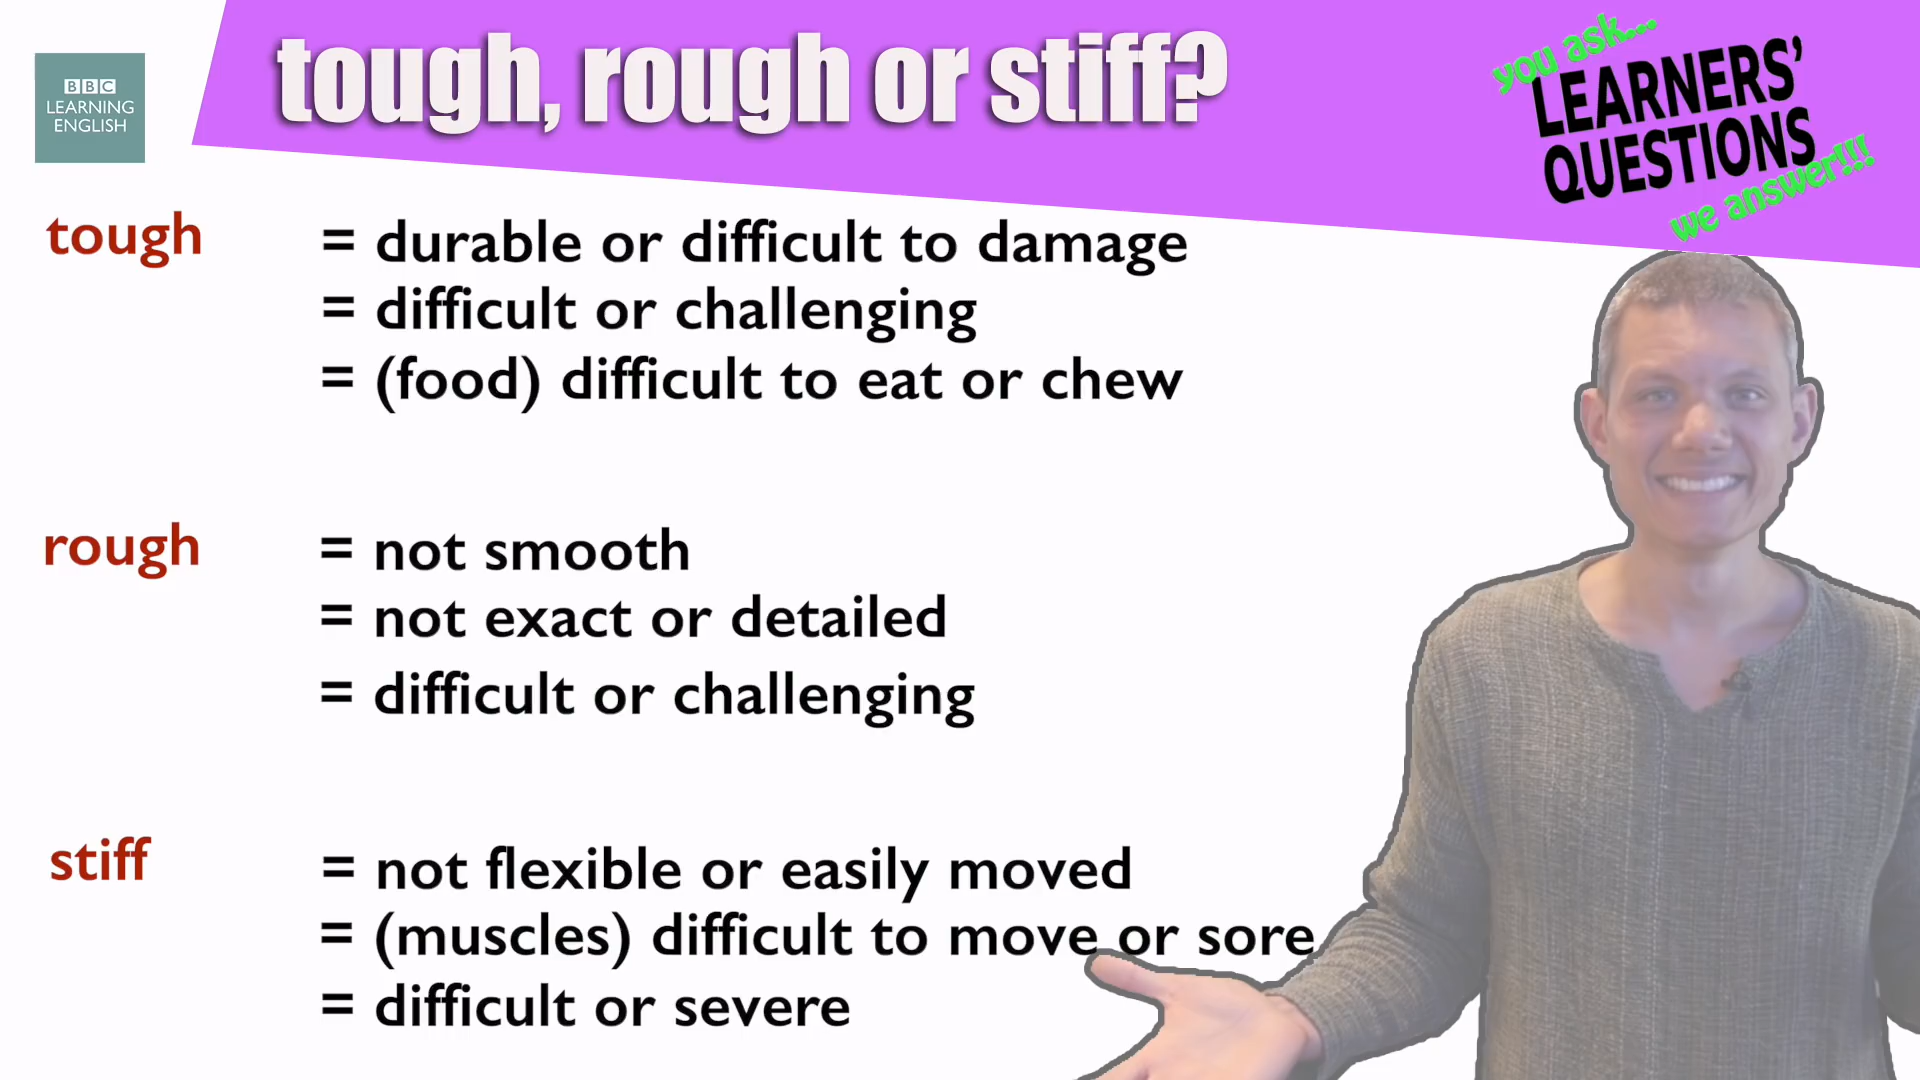 BBC
LEARNING
ENGLISH
tough, rough or stiff?
you ask...
LEARNERS'
QUESTIONS
we answer!!!
tough = durable or difficult to damage
= difficult or challenging
= (food) difficult to eat or chew
rough = not smooth
= not exact or detailed
= difficult or challenging
stiff = not flexible or easily moved
= (muscles) difficult to move or sore
= difficult or severe